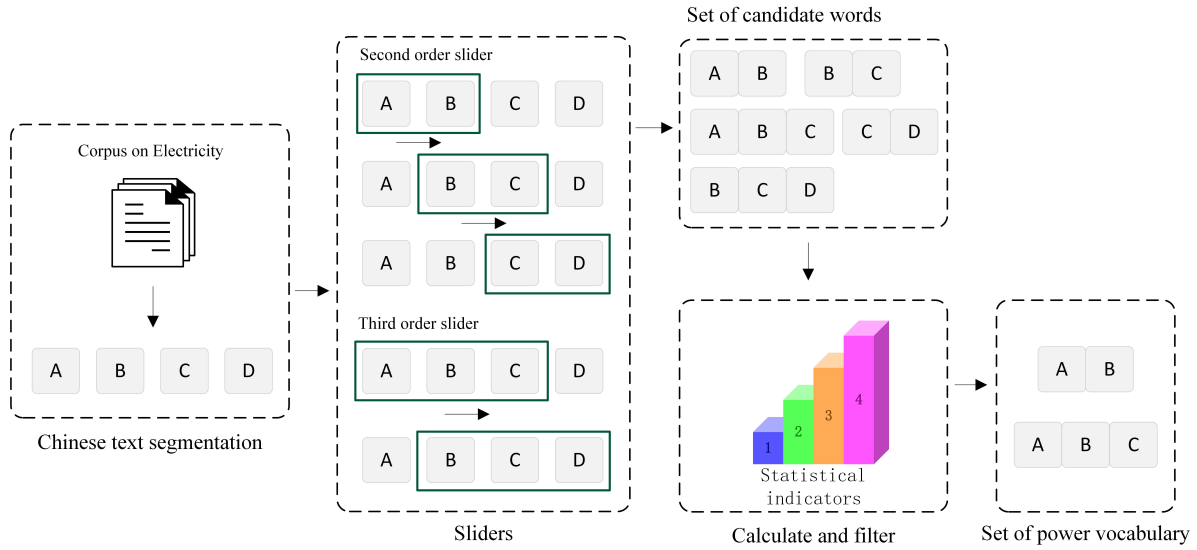 Corpus on Electricity
A B C D
Chinese text segmentation
Second order slider
A B C D
A B C D
A B C D
Third order slider
A B C D
A B C D
Sliders
Set of candidate words
A B B C
A B C C D
B C D
1 2 3 4
Statistical
indicators
Calculate and filter
A B
A B C
Set of power vocabulary